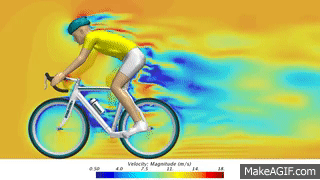 Velocity: Magnitude (m/s)
0.50 4.0 7.5 11. 14. 18.
MakeAGIF.com